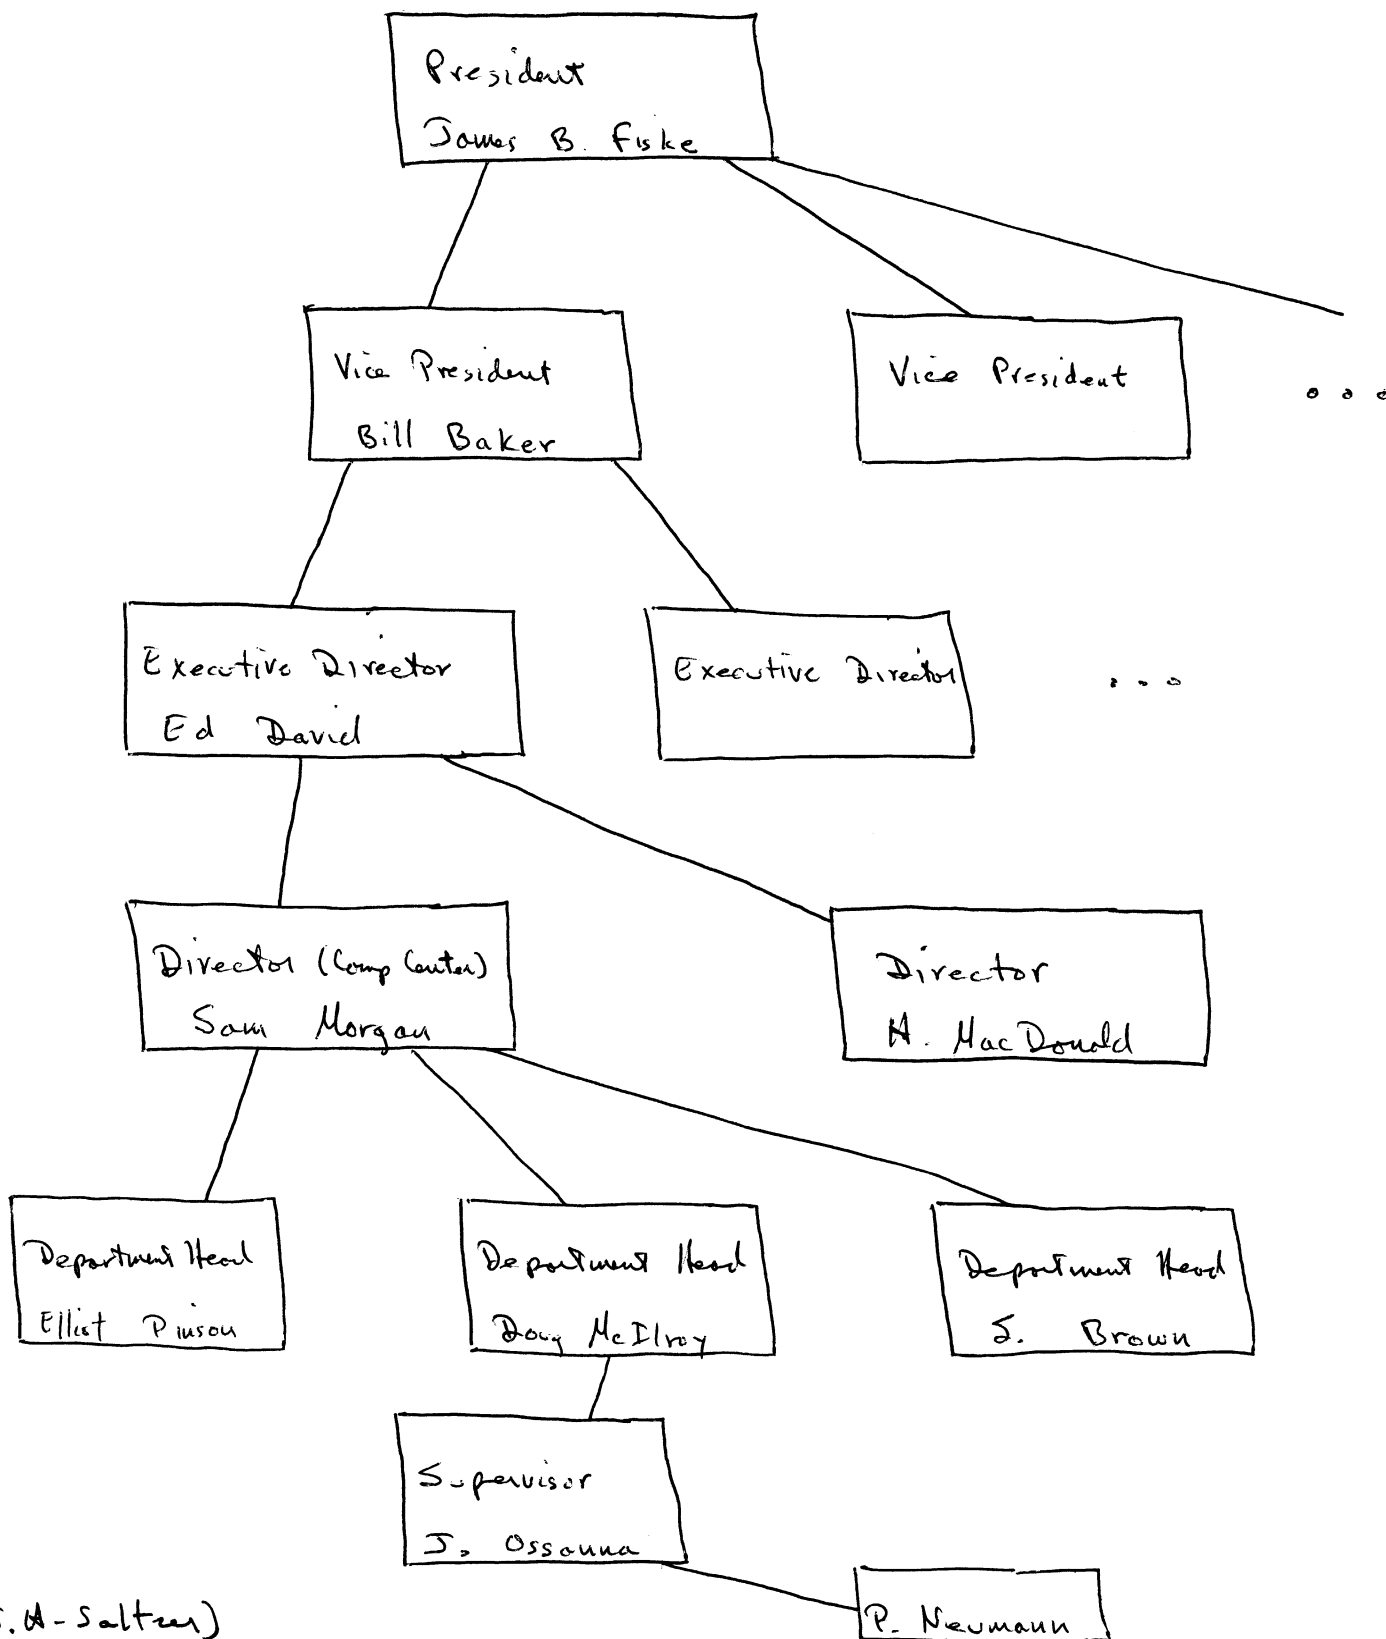 President
James B. Fiske
Vice President
Bill Baker
Vice President
...
Executive Director
Ed David
Executive Director
...
Director (Comp Center)
Sam Morgan
Director
H. MacDonald
Department Head
Elliot Pinson
Department Head
Doug McIlroy
Department Head
S. Brown
Supervisor
J. Ossanna
P. Neumann
H-Saltzer)